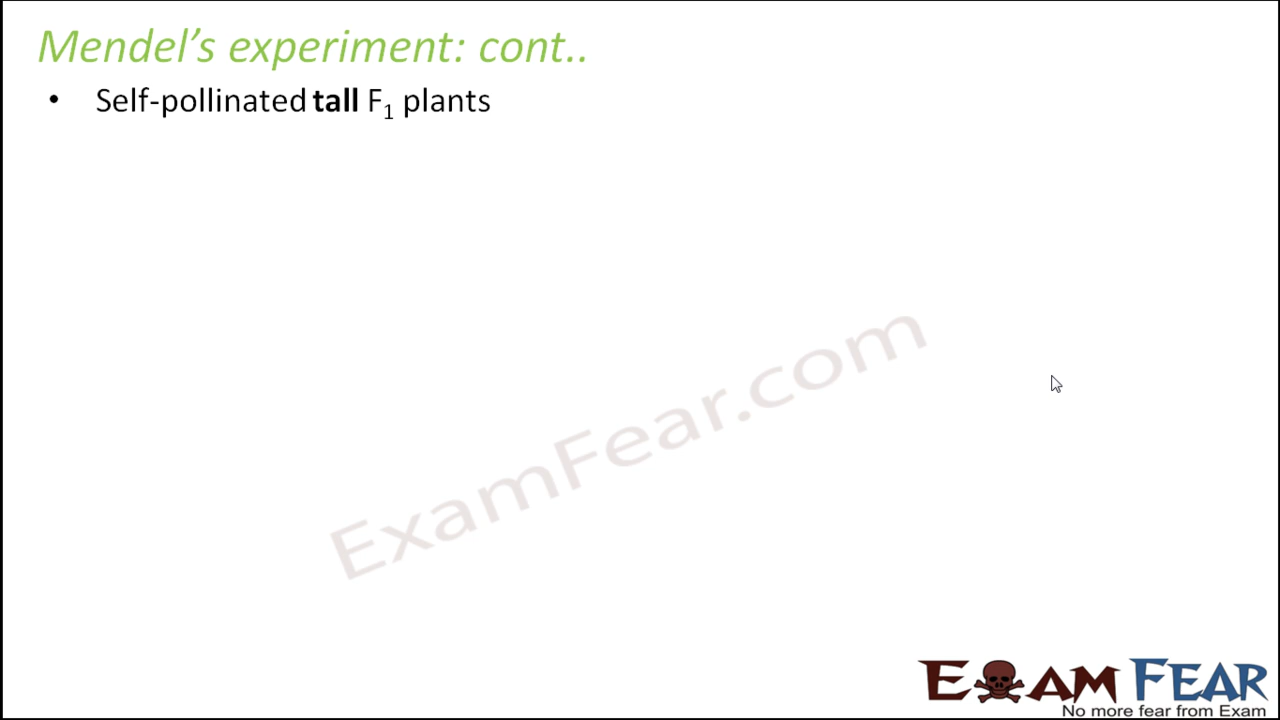 Mendel's experiment: cont..
• Self-pollinated tall F₁ plants
ExamFear.com
EXAM FEAR
No more fear from Exam